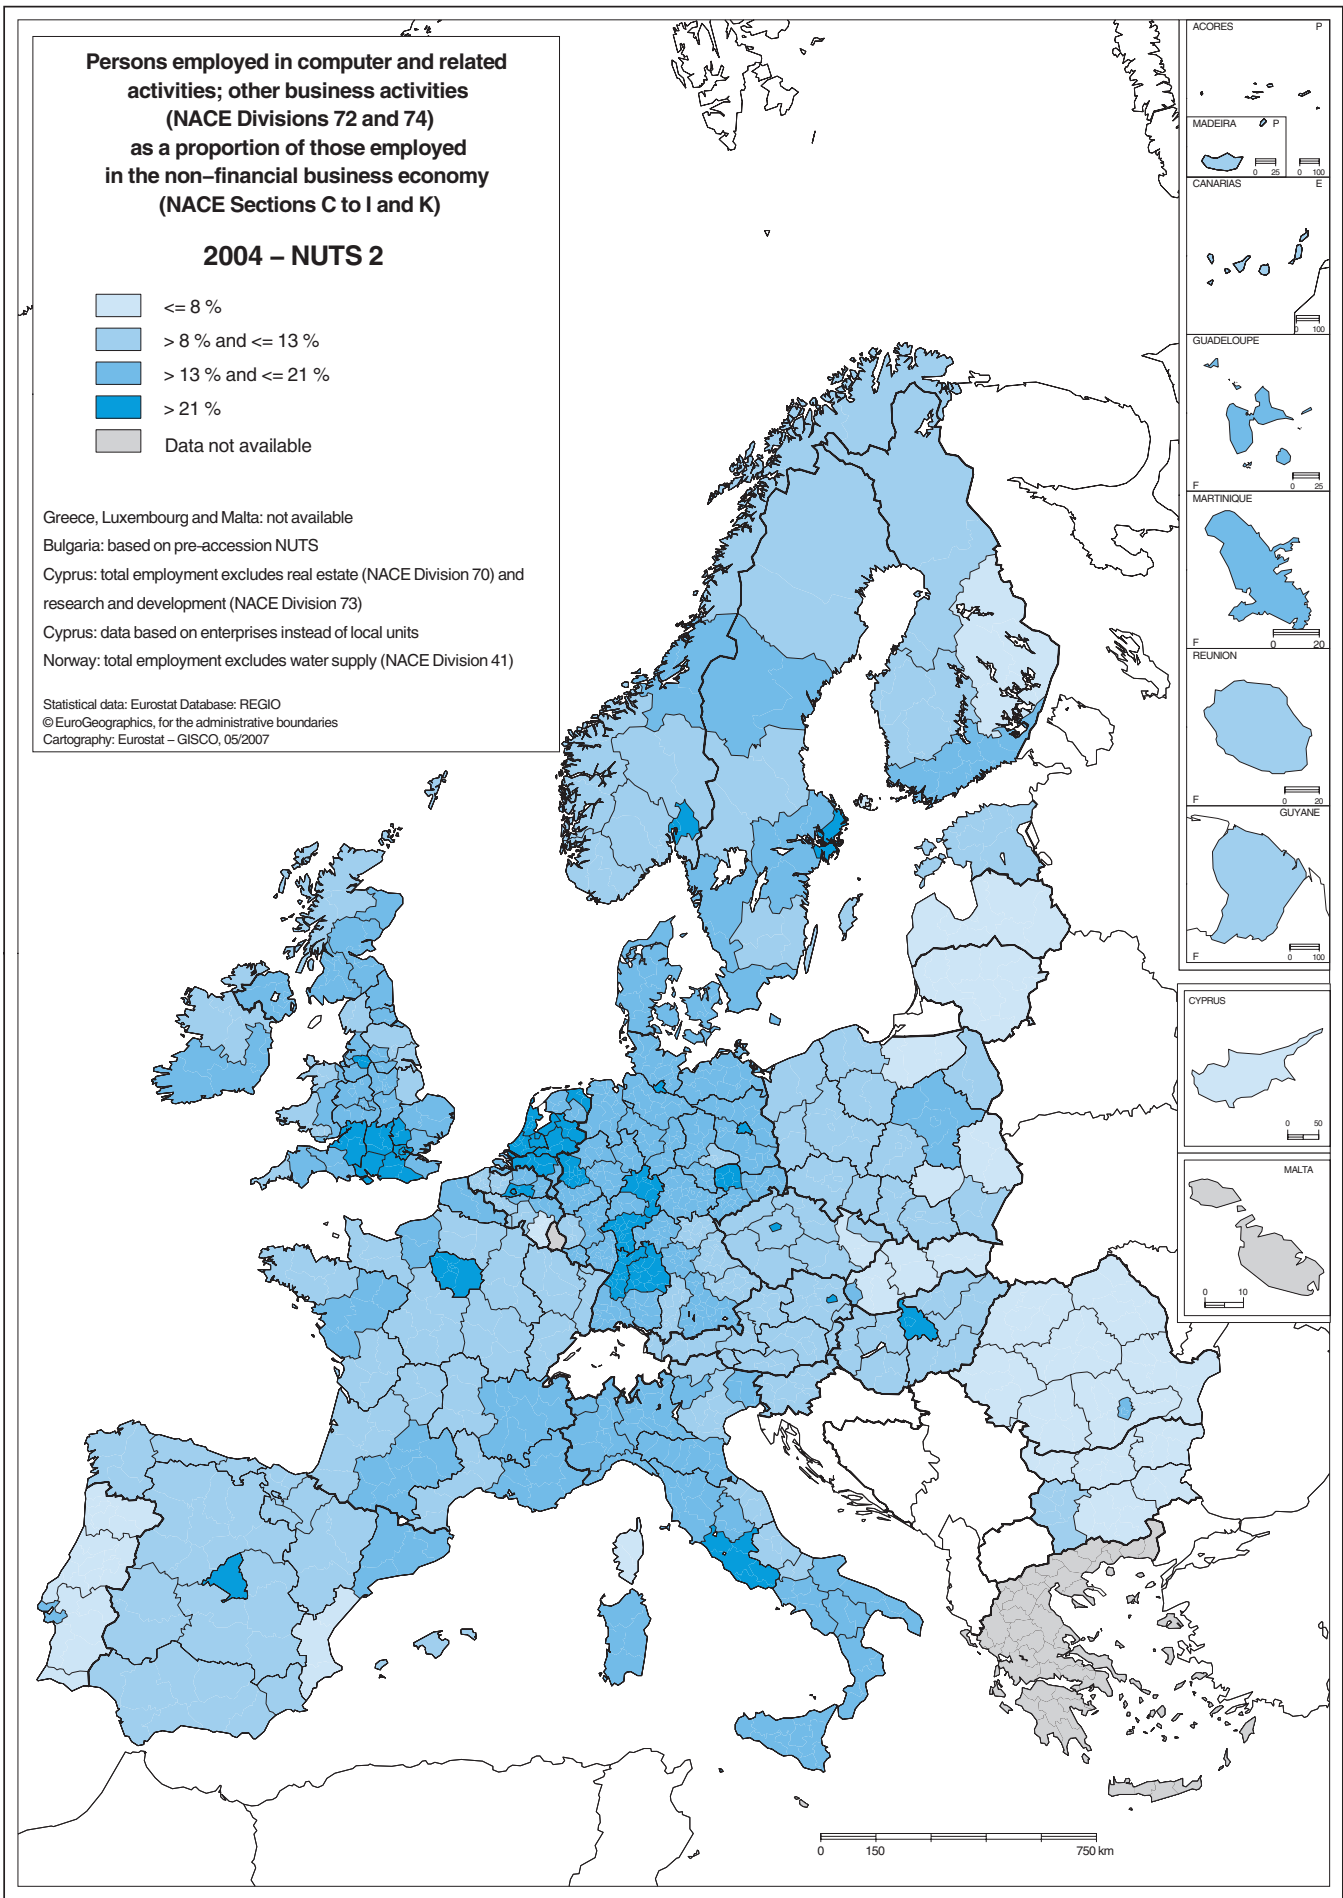 Persons employed in computer and related
activities; other business activities
(NACE Divisions 72 and 74)
as a proportion of those employed
in the non–financial business economy
(NACE Sections C to I and K)
2004 – NUTS 2
<= 8 %
> 8 % and <= 13 %
> 13 % and <= 21 %
> 21 %
Data not available
Greece, Luxembourg and Malta: not available
Bulgaria: based on pre-accession NUTS
Cyprus: total employment excludes real estate (NACE Division 70) and
research and development (NACE Division 73)
Cyprus: data based on enterprises instead of local units
Norway: total employment excludes water supply (NACE Division 41)
Statistical data: Eurostat Database: REGIO
© EuroGeographics, for the administrative boundaries
Cartography: Eurostat – GISCO, 05/2007
ACORES P
MADEIRA P
0 25 0 100
CANARIAS E
0 100
GUADELOUPE
F 0 25
MARTINIQUE
F 0 20
REUNION
F 0 20
GUYANE
F 0 100
CYPRUS
0 50
MALTA
0 10
0 150 750 km